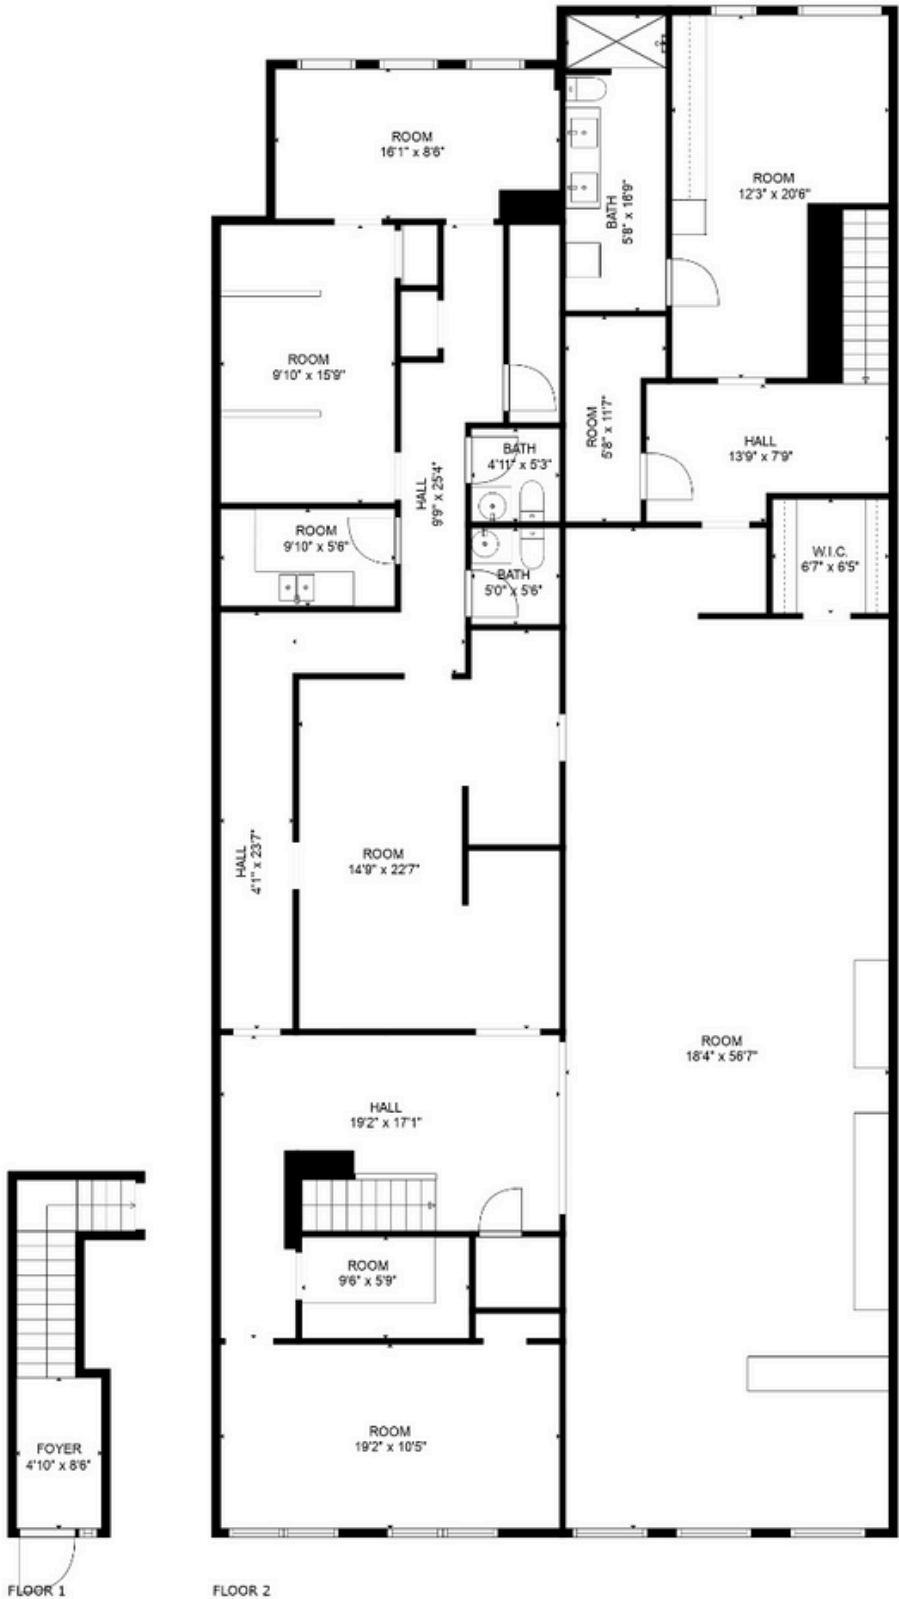 ROOM
16'1" x 8'6"
BATH
5'8" x 16'9"
ROOM
12'3" x 20'6"
ROOM
9'10" x 15'9"
ROOM
5'8" x 11'7"
HALL
13'9" x 7'9"
BATH
4'11" x 5'3"
HALL
9'9" x 25'4"
ROOM
9'10" x 5'6"
W.I.C.
6'7" x 6'5"
BATH
5'0" x 5'6"
HALL
4'1" x 23'7"
ROOM
14'9" x 22'7"
ROOM
18'4" x 56'7"
HALL
19'2" x 17'1"
ROOM
9'6" x 5'9"
ROOM
19'2" x 10'5"
FOYER
4'10" x 8'6"
FLOOR 1
FLOOR 2